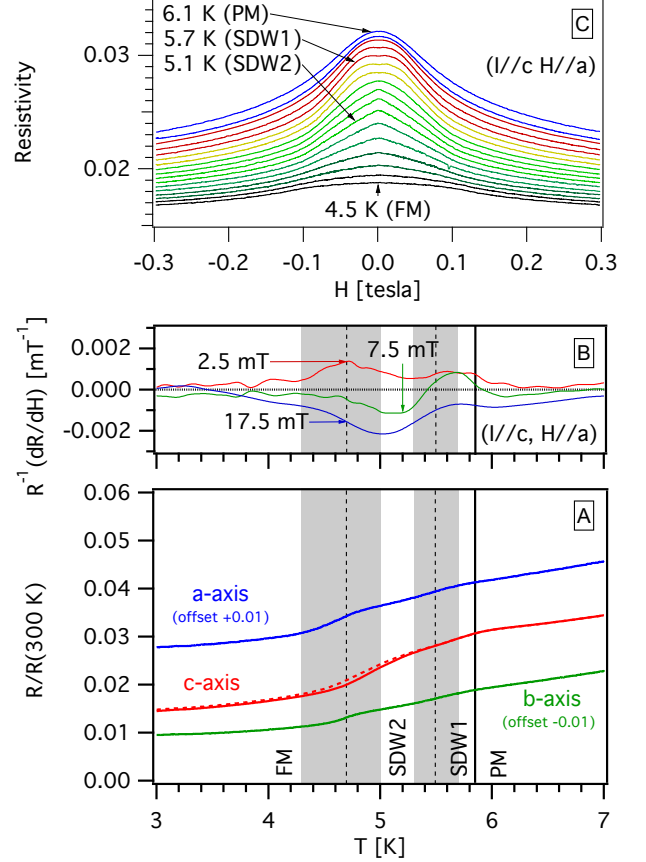 6.1 K (PM)
5.7 K (SDW1)
5.1 K (SDW2)
C
(I//c H//a)
4.5 K (FM)
Resistivity
0.03
0.02
-0.3 -0.2 -0.1 0.0 0.1 0.2 0.3
H [tesla]
R⁻¹ (dR/dH) [mT⁻¹]
0.002
0.000
-0.002
2.5 mT
7.5 mT
17.5 mT
B
(I//c, H//a)
R/R(300 K)
0.06
0.05
0.04
0.03
0.02
0.01
0.00
A
a-axis
(offset +0.01)
c-axis
b-axis
(offset -0.01)
FM
SDW2
SDW1
PM
3 4 5 6 7
T [K]